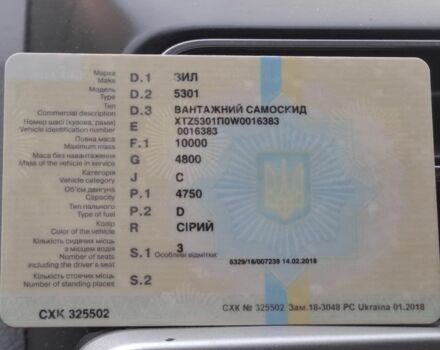 Марка
Make D.1 ЗИЛ
Модель
Type D.2 5301
Тип
Commercial description D.3 ВАНТАЖНИЙ САМОСКИД
Номер шасі (кузова, рами)
Vehicle identification number E XTZ5301П0W0016383
0016383
Повна маса
Maximum mass F.1 10000
Маса без навантаження
Mass of the vehicle in service G 4800
Категорія
Vehicle category J C
Об'єм двигуна
Capacity P.1 4750
Тип пального
Type of fuel P.2 D
Колір
Color of the vehicle R СІРИЙ
Кількість сидячих місць
з місцем водія
Number of seats
including the driver's seat S.1 3
Особливі відмітки:
6329/16/007239 14.02.2018
Кількість стоячих місць
Number of standing places S.2
СХК 325502
СХК № 325502 Зам.18-3048 PC Ukraina 01.2018